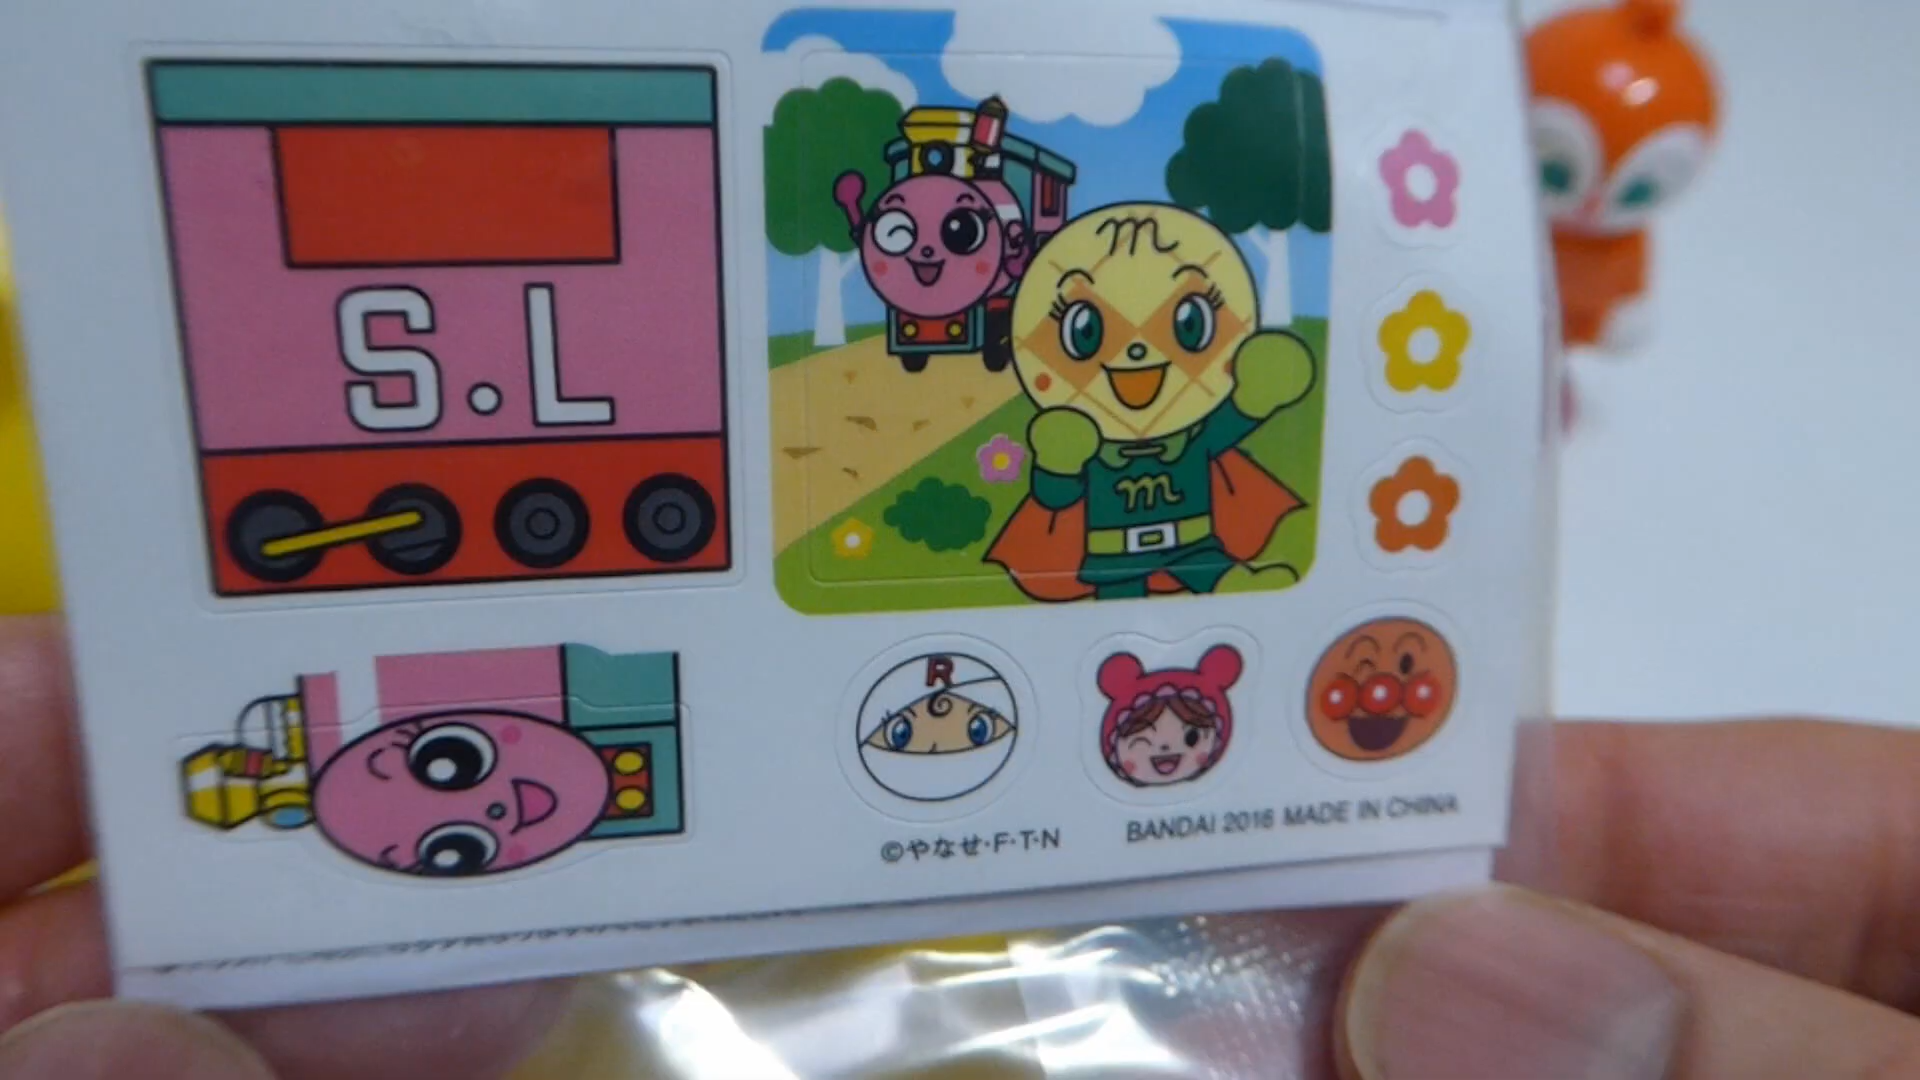 S.L
m
m
R
©やなせ・F・T・N
BANDAI 2016 MADE IN CHINA